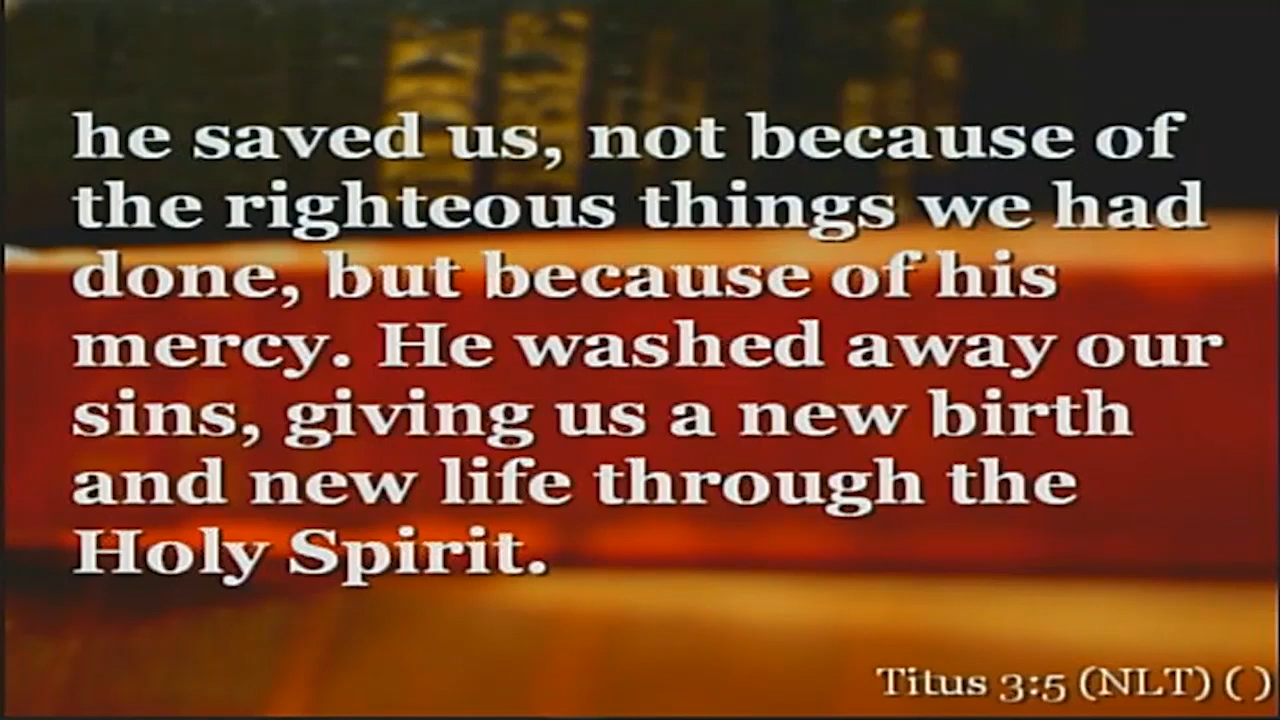 he saved us, not because of
the righteous things we had
done, but because of his
mercy. He washed away our
sins, giving us a new birth
and new life through the
Holy Spirit.
Titus 3:5 (NLT) ( )